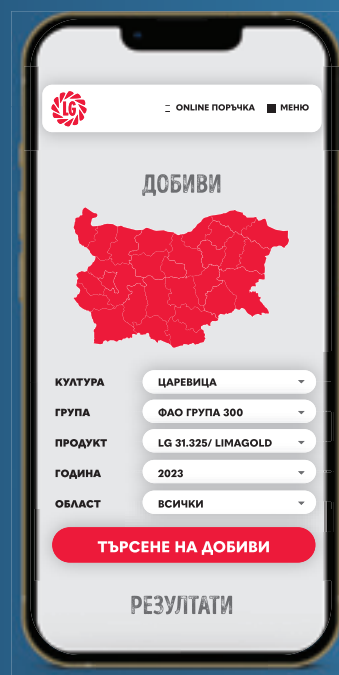 LG
ONLINE ПОРЪЧКА МЕНЮ
ДОБИВИ
КУЛТУРА ЦАРЕВИЦА
ГРУПА ФАО ГРУПА 300
ПРОДУКТ LG 31.325/ LIMAGOLD
ГОДИНА 2023
ОБЛАСТ ВСИЧКИ
ТЪРСЕНЕ НА ДОБИВИ
РЕЗУЛТАТИ